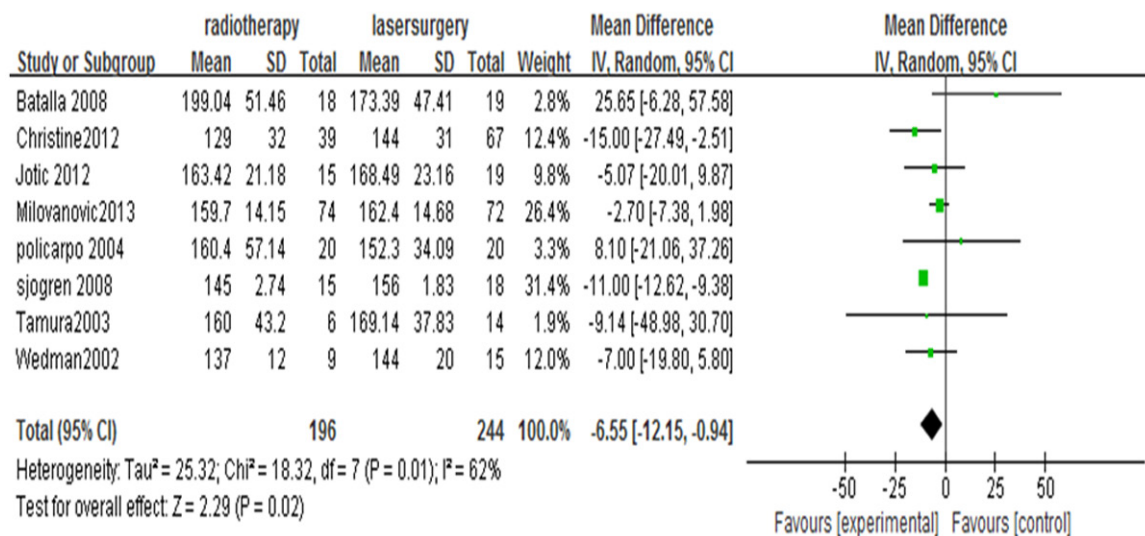 radiotherapy lasersurgery Mean Difference Mean Difference
Study or Subgroup Mean SD Total Mean SD Total Weight IV, Random, 95% CI IV, Random, 95% CI
Batalla 2008 199.04 51.46 18 173.39 47.41 19 2.8% 25.65 [-6.28, 57.58]
Christine2012 129 32 39 144 31 67 12.4% -15.00 [-27.49, -2.51]
Jotic 2012 163.42 21.18 15 168.49 23.16 19 9.8% -5.07 [-20.01, 9.87]
Milovanovic2013 159.7 14.15 74 162.4 14.68 72 26.4% -2.70 [-7.38, 1.98]
policarpo 2004 160.4 57.14 20 152.3 34.09 20 3.3% 8.10 [-21.06, 37.26]
sjogren 2008 145 2.74 15 156 1.83 18 31.4% -11.00 [-12.62, -9.38]
Tamura2003 160 43.2 6 169.14 37.83 14 1.9% -9.14 [-48.98, 30.70]
Wedman2002 137 12 9 144 20 15 12.0% -7.00 [-19.80, 5.80]
Total (95% CI) 196 244 100.0% -6.55 [-12.15, -0.94]
Heterogeneity: Tau² = 25.32; Chi² = 18.32, df = 7 (P = 0.01); I² = 62%
Test for overall effect: Z = 2.29 (P = 0.02)
-50 -25 0 25 50
Favours [experimental] Favours [control]